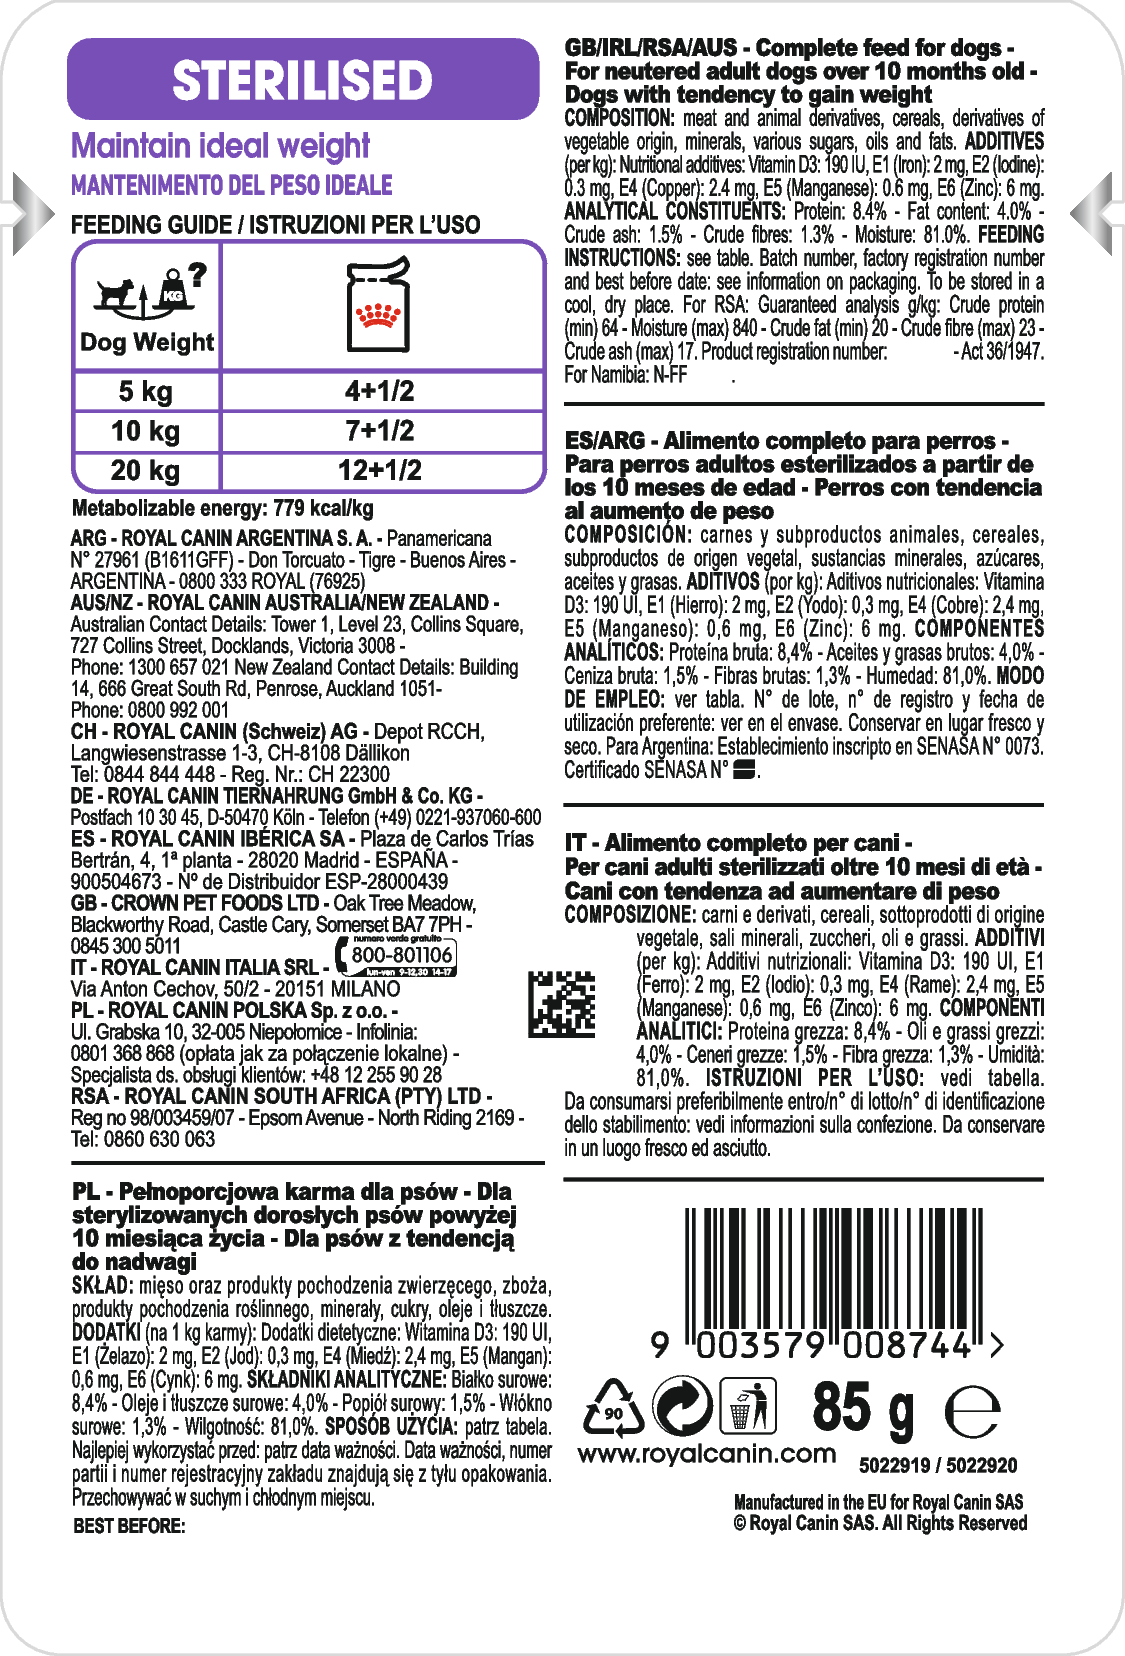 STERILISED
Maintain ideal weight
MANTENIMENTO DEL PESO IDEALE
FEEDING GUIDE / ISTRUZIONI PER L'USO
?
KG
Dog Weight
5 kg 4+1/2
10 kg 7+1/2
20 kg 12+1/2
Metabolizable energy: 779 kcal/kg
ARG - ROYAL CANIN ARGENTINA S. A. - Panamericana
N° 27961 (B1611GFF) - Don Torcuato - Tigre - Buenos Aires -
ARGENTINA - 0800 333 ROYAL (76925)
AUS/NZ - ROYAL CANIN AUSTRALIA/NEW ZEALAND -
Australian Contact Details: Tower 1, Level 23, Collins Square,
727 Collins Street, Docklands, Victoria 3008 -
Phone: 1300 657 021 New Zealand Contact Details: Building
14, 666 Great South Rd, Penrose, Auckland 1051-
Phone: 0800 992 001
CH - ROYAL CANIN (Schweiz) AG - Depot RCCH,
Langwiesenstrasse 1-3, CH-8108 Dällikon
Tel: 0844 844 448 - Reg. Nr.: CH 22300
DE - ROYAL CANIN TIERNAHRUNG GmbH & Co. KG -
Postfach 10 30 45, D-50470 Köln - Telefon (+49) 0221-937060-600
ES - ROYAL CANIN IBÉRICA SA - Plaza de Carlos Trías
Bertrán, 4, 1ª planta - 28020 Madrid - ESPAÑA -
900504673 - Nº de Distribuidor ESP-28000439
GB - CROWN PET FOODS LTD - Oak Tree Meadow,
Blackworthy Road, Castle Cary, Somerset BA7 7PH -
0845 300 5011
numero verde gratuito
800-801106
lun-ven 9-12,30 14-17
IT - ROYAL CANIN ITALIA SRL -
Via Anton Cechov, 50/2 - 20151 MILANO
PL - ROYAL CANIN POLSKA Sp. z o.o. -
Ul. Grabska 10, 32-005 Niepołomice - Infolinia:
0801 368 868 (opłata jak za połączenie lokalne) -
Specjalista ds. obsługi klientów: +48 12 255 90 28
RSA - ROYAL CANIN SOUTH AFRICA (PTY) LTD -
Reg no 98/003459/07 - Epsom Avenue - North Riding 2169 -
Tel: 0860 630 063
PL - Pełnoporcjowa karma dla psów - Dla
sterylizowanych dorosłych psów powyżej
10 miesiąca życia - Dla psów z tendencją
do nadwagi
SKŁAD: mięso oraz produkty pochodzenia zwierzęcego, zboża,
produkty pochodzenia roślinnego, minerały, cukry, oleje i tłuszcze.
DODATKI (na 1 kg karmy): Dodatki dietetyczne: Witamina D3: 190 UI,
E1 (Żelazo): 2 mg, E2 (Jod): 0,3 mg, E4 (Miedź): 2,4 mg, E5 (Mangan):
0,6 mg, E6 (Cynk): 6 mg. SKŁADNIKI ANALITYCZNE: Białko surowe:
8,4% - Oleje i tłuszcze surowe: 4,0% - Popiół surowy: 1,5% - Włókno
surowe: 1,3% - Wilgotność: 81,0%. SPOSÓB UŻYCIA: patrz tabela.
Najlepiej wykorzystać przed: patrz data ważności. Data ważności, numer
partii i numer rejestracyjny zakładu znajdują się z tyłu opakowania.
Przechowywać w suchym i chłodnym miejscu.
BEST BEFORE:
GB/IRL/RSA/AUS - Complete feed for dogs -
For neutered adult dogs over 10 months old -
Dogs with tendency to gain weight
COMPOSITION: meat and animal derivatives, cereals, derivatives of
vegetable origin, minerals, various sugars, oils and fats. ADDITIVES
(per kg): Nutritional additives: Vitamin D3: 190 IU, E1 (Iron): 2 mg, E2 (Iodine):
0.3 mg, E4 (Copper): 2.4 mg, E5 (Manganese): 0.6 mg, E6 (Zinc): 6 mg.
ANALYTICAL CONSTITUENTS: Protein: 8.4% - Fat content: 4.0% -
Crude ash: 1.5% - Crude fibres: 1.3% - Moisture: 81.0%. FEEDING
INSTRUCTIONS: see table. Batch number, factory registration number
and best before date: see information on packaging. To be stored in a
cool, dry place. For RSA: Guaranteed analysis g/kg: Crude protein
(min) 64 - Moisture (max) 840 - Crude fat (min) 20 - Crude fibre (max) 23 -
Crude ash (max) 17. Product registration number: - Act 36/1947.
For Namibia: N-FF .
ES/ARG - Alimento completo para perros -
Para perros adultos esterilizados a partir de
los 10 meses de edad - Perros con tendencia
al aumento de peso
COMPOSICIÓN: carnes y subproductos animales, cereales,
subproductos de origen vegetal, sustancias minerales, azúcares,
aceites y grasas. ADITIVOS (por kg): Aditivos nutricionales: Vitamina
D3: 190 UI, E1 (Hierro): 2 mg, E2 (Yodo): 0,3 mg, E4 (Cobre): 2,4 mg,
E5 (Manganeso): 0,6 mg, E6 (Zinc): 6 mg. COMPONENTES
ANALÍTICOS: Proteína bruta: 8,4% - Aceites y grasas brutos: 4,0% -
Ceniza bruta: 1,5% - Fibras brutas: 1,3% - Humedad: 81,0%. MODO
DE EMPLEO: ver tabla. N° de lote, n° de registro y fecha de
utilización preferente: ver en el envase. Conservar en lugar fresco y
seco. Para Argentina: Establecimiento inscripto en SENASA N° 0073.
Certificado SENASA N° .
IT - Alimento completo per cani -
Per cani adulti sterilizzati oltre 10 mesi di età -
Cani con tendenza ad aumentare di peso
COMPOSIZIONE: carni e derivati, cereali, sottoprodotti di origine
vegetale, sali minerali, zuccheri, oli e grassi. ADDITIVI
(per kg): Additivi nutrizionali: Vitamina D3: 190 UI, E1
(Ferro): 2 mg, E2 (Iodio): 0,3 mg, E4 (Rame): 2,4 mg, E5
(Manganese): 0,6 mg, E6 (Zinco): 6 mg. COMPONENTI
ANALITICI: Proteina grezza: 8,4% - Oli e grassi grezzi:
4,0% - Ceneri grezze: 1,5% - Fibra grezza: 1,3% - Umidità:
81,0%. ISTRUZIONI PER L'USO: vedi tabella.
Da consumarsi preferibilmente entro/n° di lotto/n° di identificazione
dello stabilimento: vedi informazioni sulla confezione. Da conservare
in un luogo fresco ed asciutto.
9 003579 008744 >
90
85 g ℮
www.royalcanin.com
5022919 / 5022920
Manufactured in the EU for Royal Canin SAS
© Royal Canin SAS. All Rights Reserved